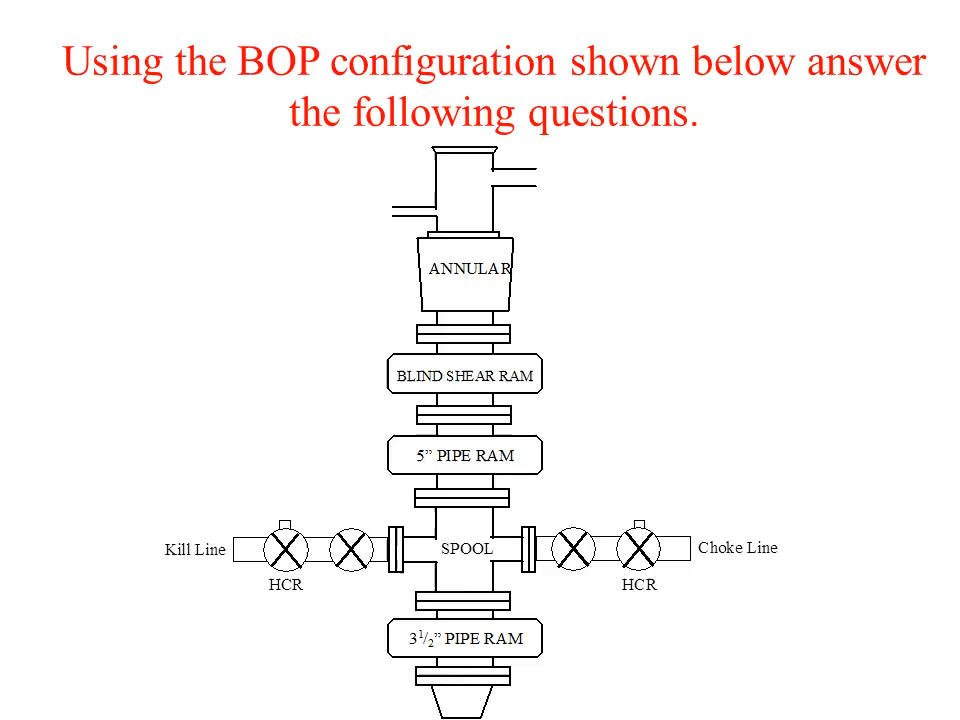 Using the BOP configuration shown below answer
the following questions.
ANNULAR
BLIND SHEAR RAM
5” PIPE RAM
Kill Line
SPOOL
Choke Line
HCR
HCR
3 1/2” PIPE RAM